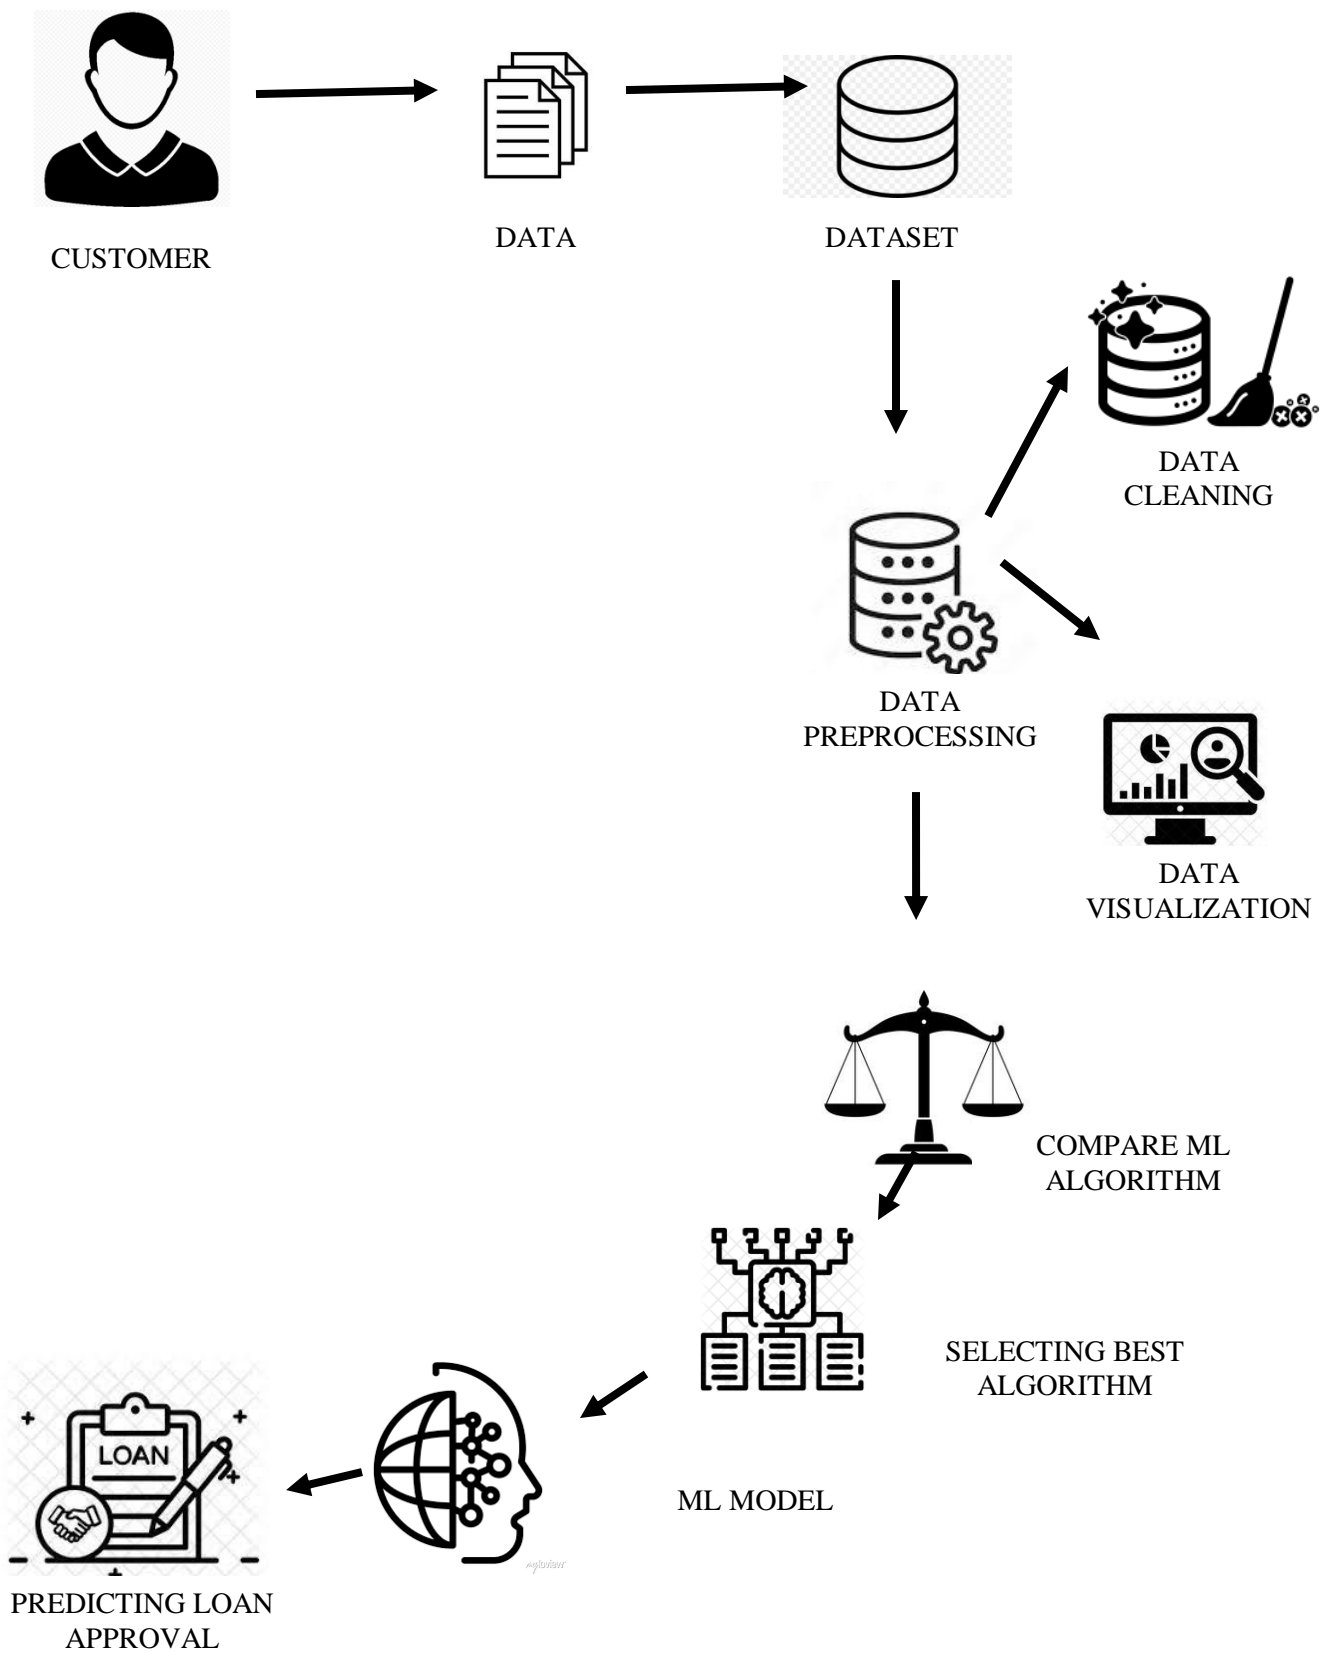 CUSTOMER
DATA
DATASET
DATA
CLEANING
DATA
PREPROCESSING
DATA
VISUALIZATION
COMPARE ML
ALGORITHM
SELECTING BEST
ALGORITHM
ML MODEL
LOAN
PREDICTING LOAN
APPROVAL